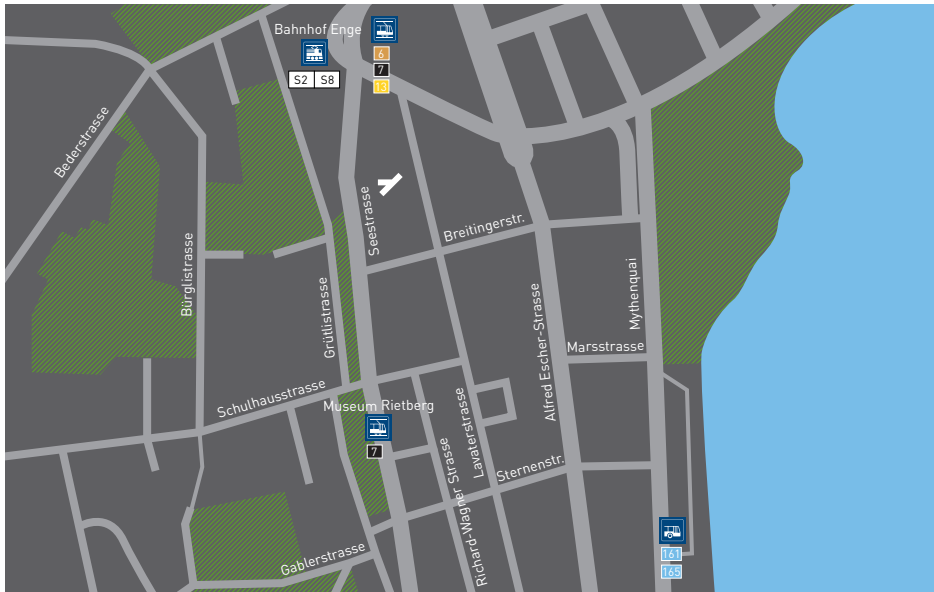 Bahnhof Enge
6
7
13
S2 S8
Bederstrasse
Seestrasse
Breitingerstr.
Bürglistrasse
Grütlistrasse
Mythenquai
Alfred Escher-Strasse
Marsstrasse
Schulhausstrasse
Museum Rietberg
7
Lavaterstrasse
Richard-Wagner Strasse
Sternenstr.
Gablerstrasse
161
165